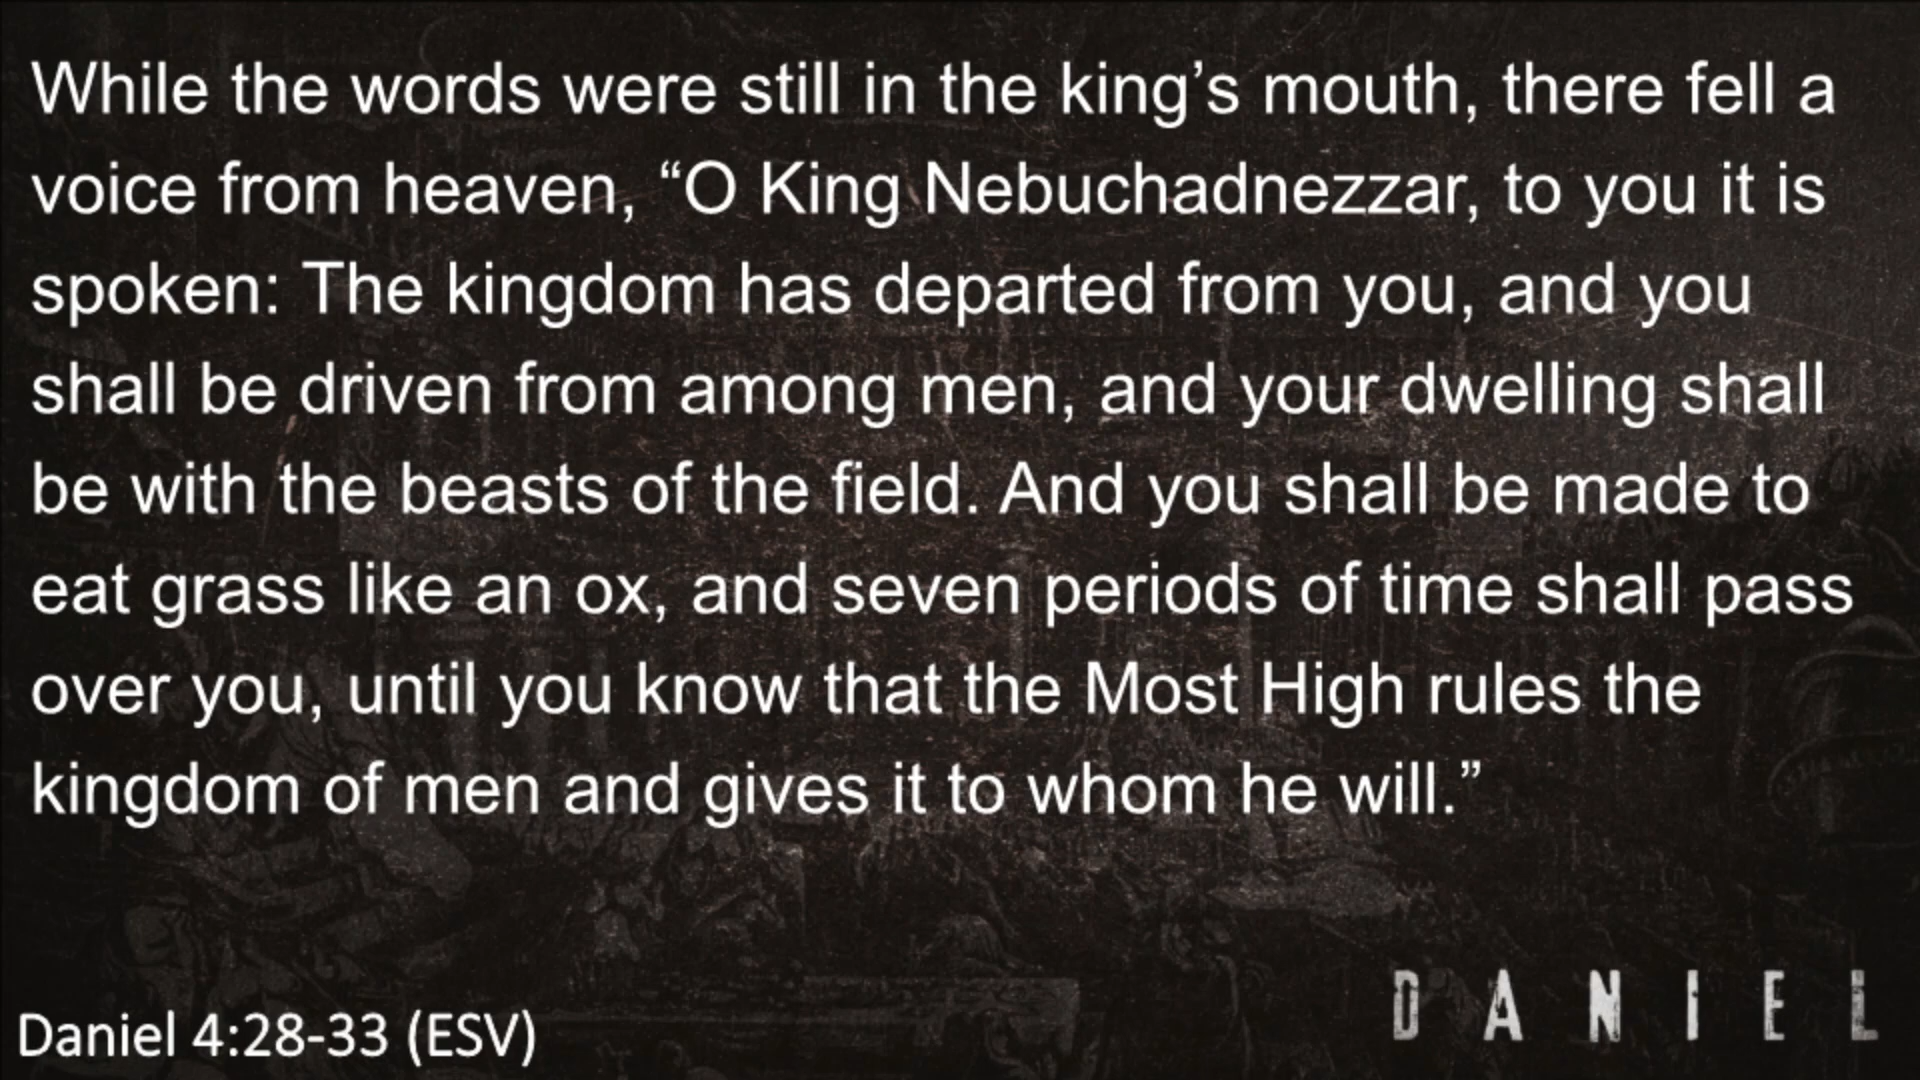 While the words were still in the king’s mouth, there fell a
voice from heaven, “O King Nebuchadnezzar, to you it is
spoken: The kingdom has departed from you, and you
shall be driven from among men, and your dwelling shall
be with the beasts of the field. And you shall be made to
eat grass like an ox, and seven periods of time shall pass
over you, until you know that the Most High rules the
kingdom of men and gives it to whom he will.”
Daniel 4:28-33 (ESV)
DANIEL